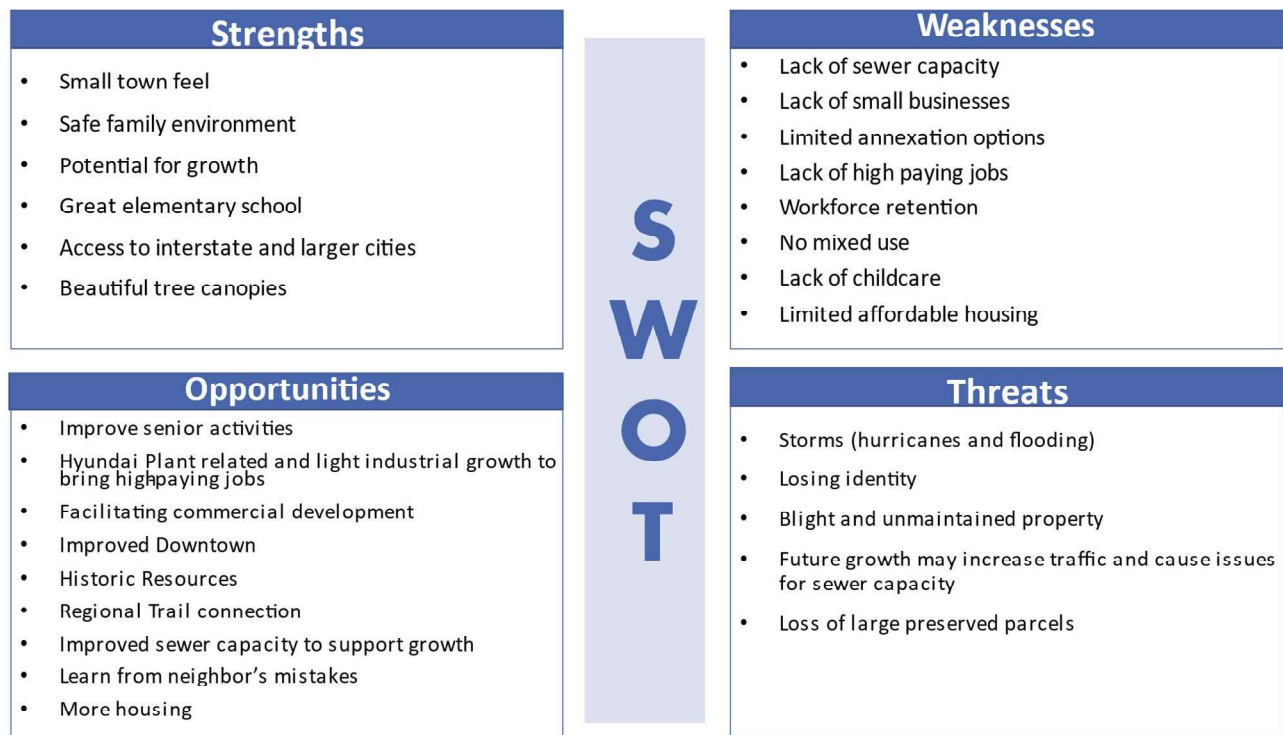 Strengths
• Small town feel
• Safe family environment
• Potential for growth
• Great elementary school
• Access to interstate and larger cities
• Beautiful tree canopies
Weaknesses
• Lack of sewer capacity
• Lack of small businesses
• Limited annexation options
• Lack of high paying jobs
• Workforce retention
• No mixed use
• Lack of childcare
• Limited affordable housing
S
W
O
T
Opportunities
• Improve senior activities
• Hyundai Plant related and light industrial growth to
bring highpaying jobs
• Facilitating commercial development
• Improved Downtown
• Historic Resources
• Regional Trail connection
• Improved sewer capacity to support growth
• Learn from neighbor’s mistakes
• More housing
Threats
• Storms (hurricanes and flooding)
• Losing identity
• Blight and unmaintained property
• Future growth may increase traffic and cause issues
for sewer capacity
• Loss of large preserved parcels